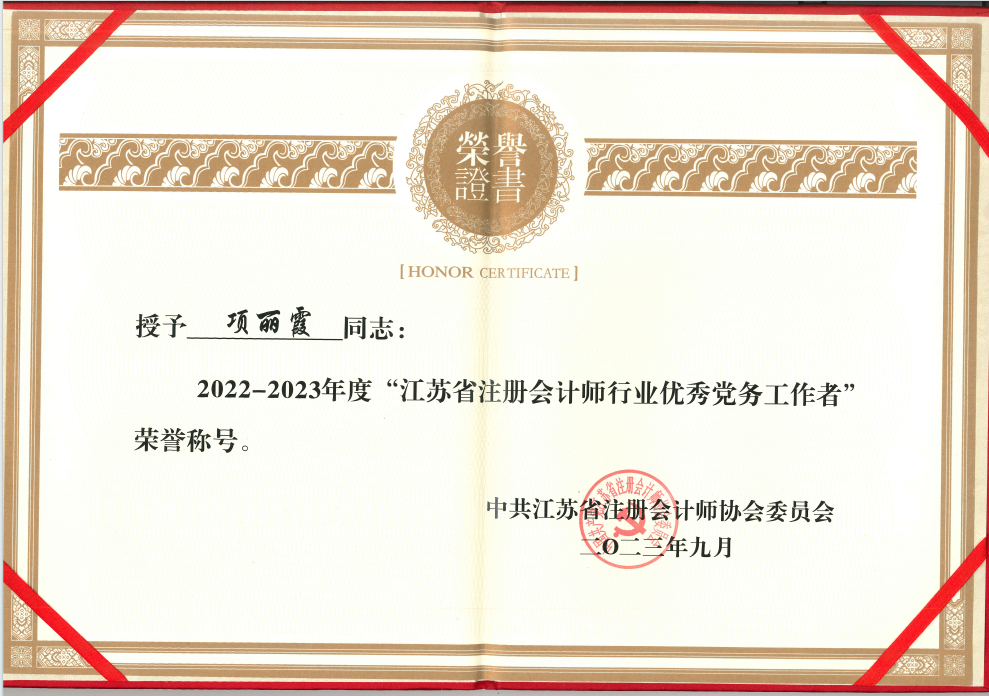 榮譽
證書
[ HONOR CERTIFICATE ]
授予 项丽霞 同志：
2022-2023年度“江苏省注册会计师行业优秀党务工作者”
荣誉称号。
中共江苏省注册会计师协会委员会
二〇二三年九月